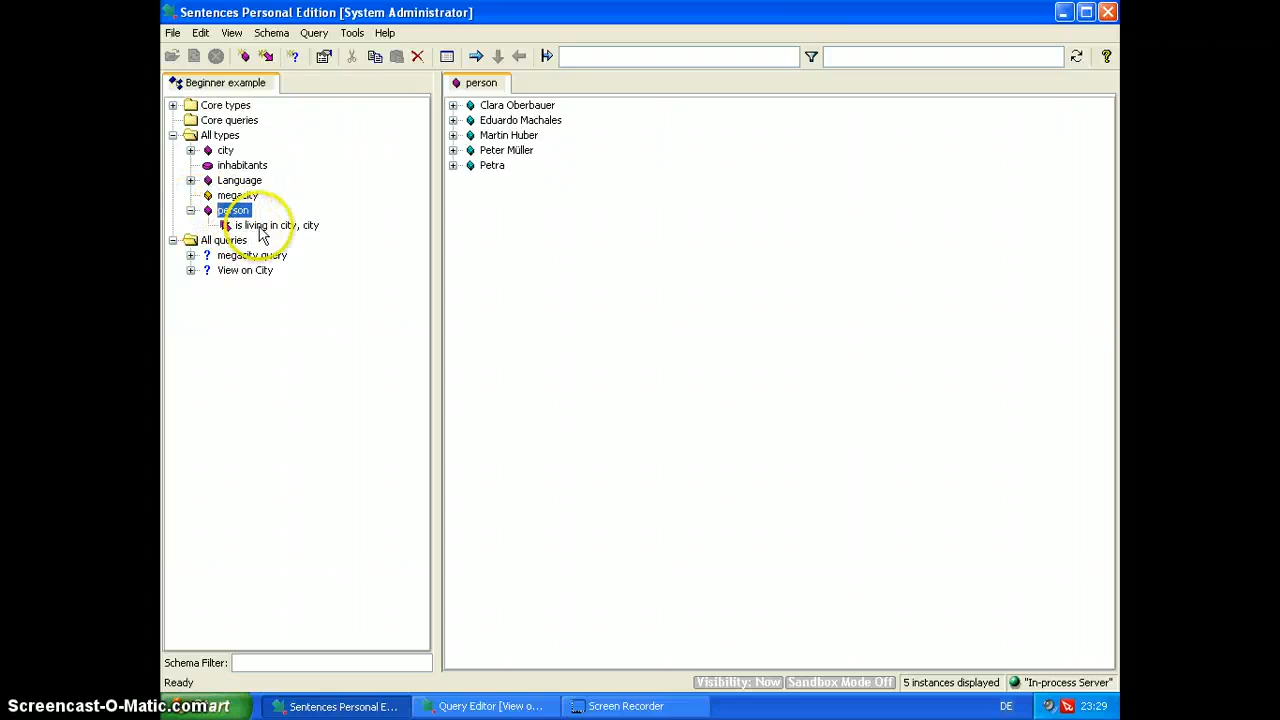 Sentences Personal Edition [System Administrator]
File Edit View Schema Query Tools Help
Beginner example
Core types
Core queries
All types
city
inhabitants
Language
megacity
person
is living in city, city
All queries
megacity query
View on City
Schema Filter:
person
Clara Oberbauer
Eduardo Machales
Martin Huber
Peter Müller
Petra
Ready
Visibility: Now Sandbox Mode Off 5 instances displayed "In-process Server"
Screencast-O-Matic.com
Sentences Personal E... Query Editor [View o... Screen Recorder DE 23:29